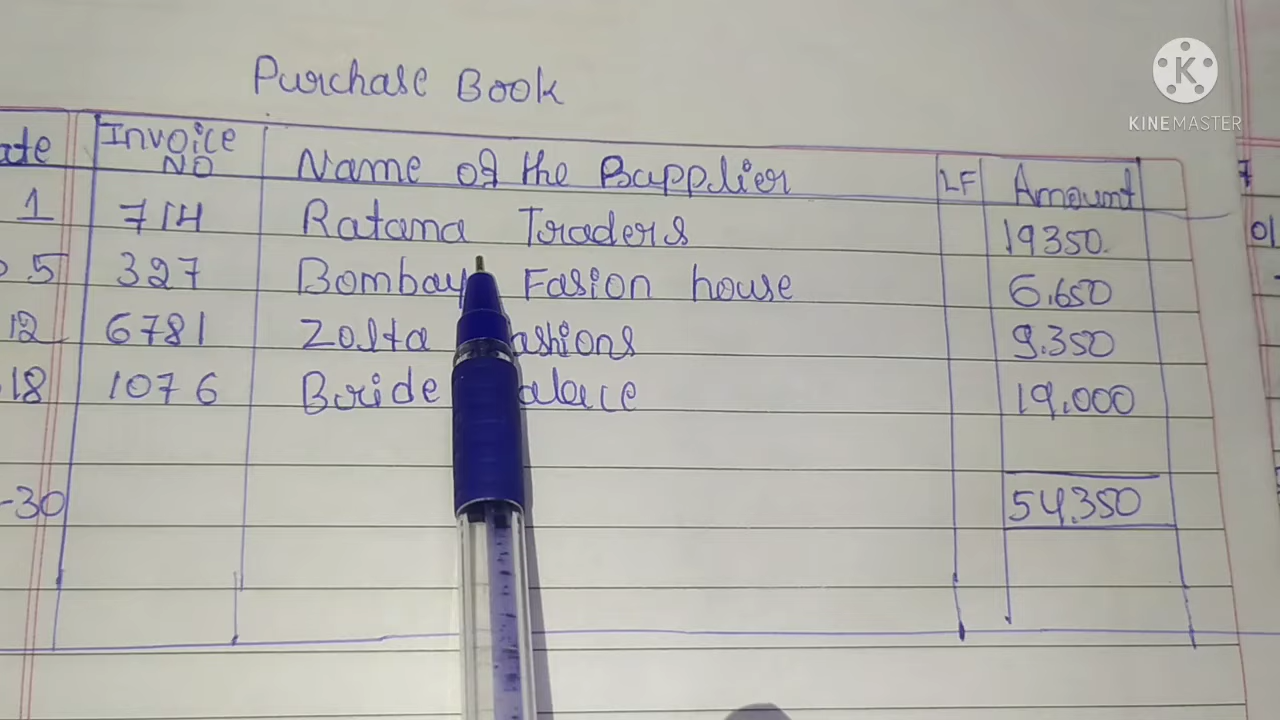 Purchase Book
ate Invoice NO Name of the Bupplier LF Amount
1 714 Ratana Traders 19350.
5 327 Bombay Fasion house 6.650
12 6781 Zolta ashions 9.350
18 1076 Bride alace 19.000
-30 54.350
7
01
KINEMASTER